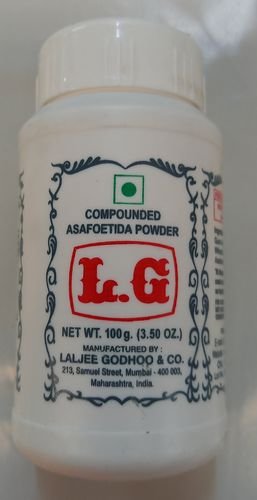 COMPOUNDED
ASAFOETIDA POWDER
L.G
NET WT. 100g. (3.50 OZ.)
MANUFACTURED BY :
LALJEE GODHOO & CO.
213, Samuel Street, Mumbai - 400 003,
Maharashtra, India.